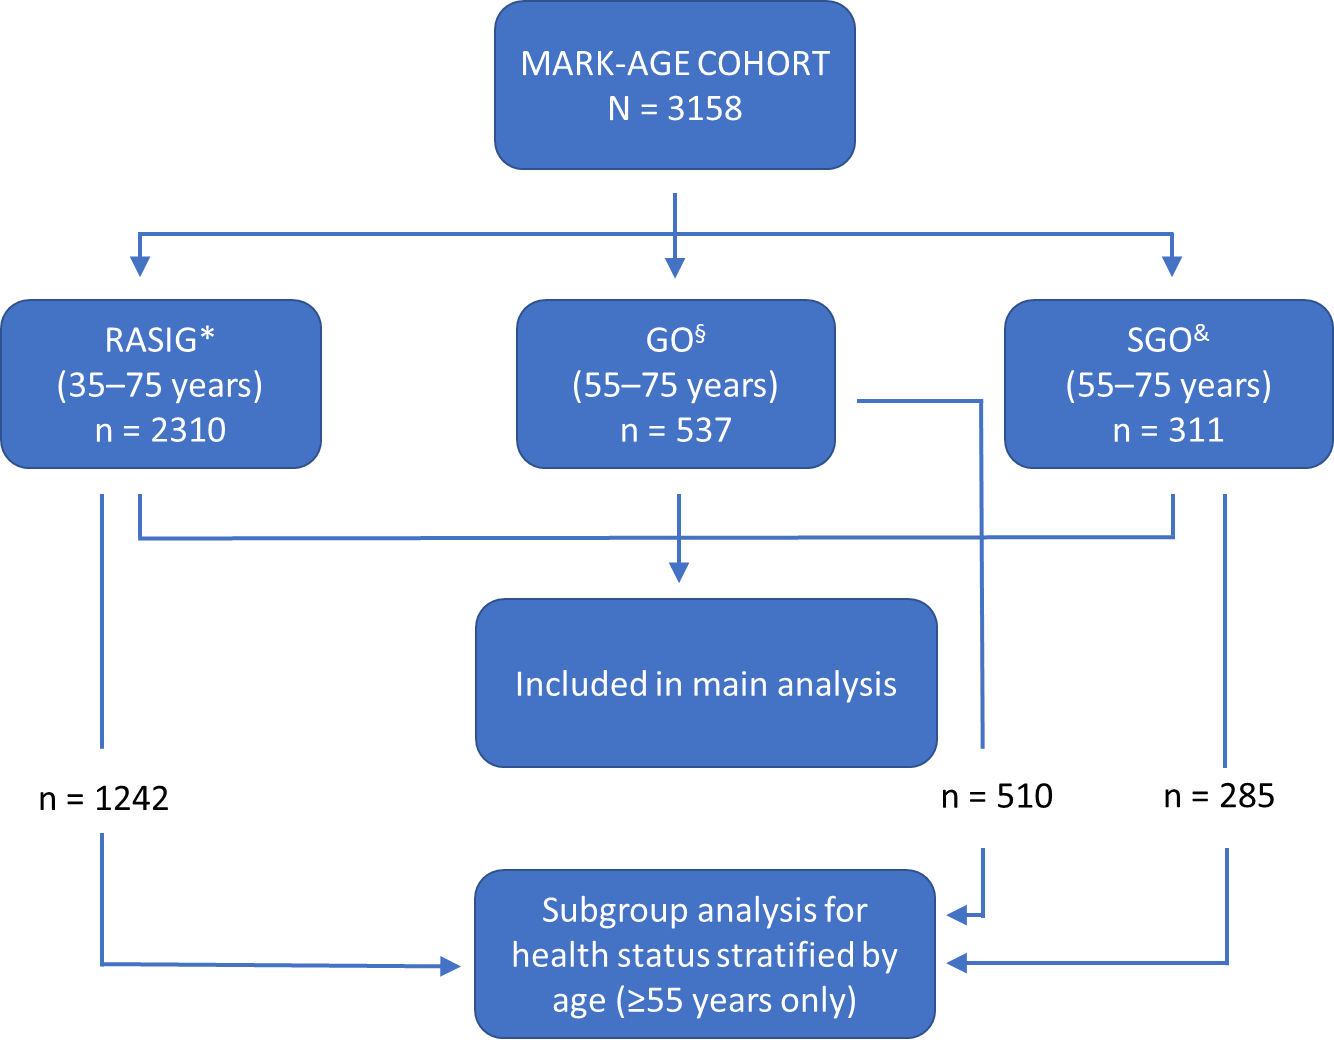 MARK-AGE COHORT
N = 3158
RASIG*
(35–75 years)
n = 2310
GO§
(55–75 years)
n = 537
SGO&
(55–75 years)
n = 311
Included in main analysis
n = 1242
n = 510
n = 285
Subgroup analysis for
health status stratified by
age (≥55 years only)